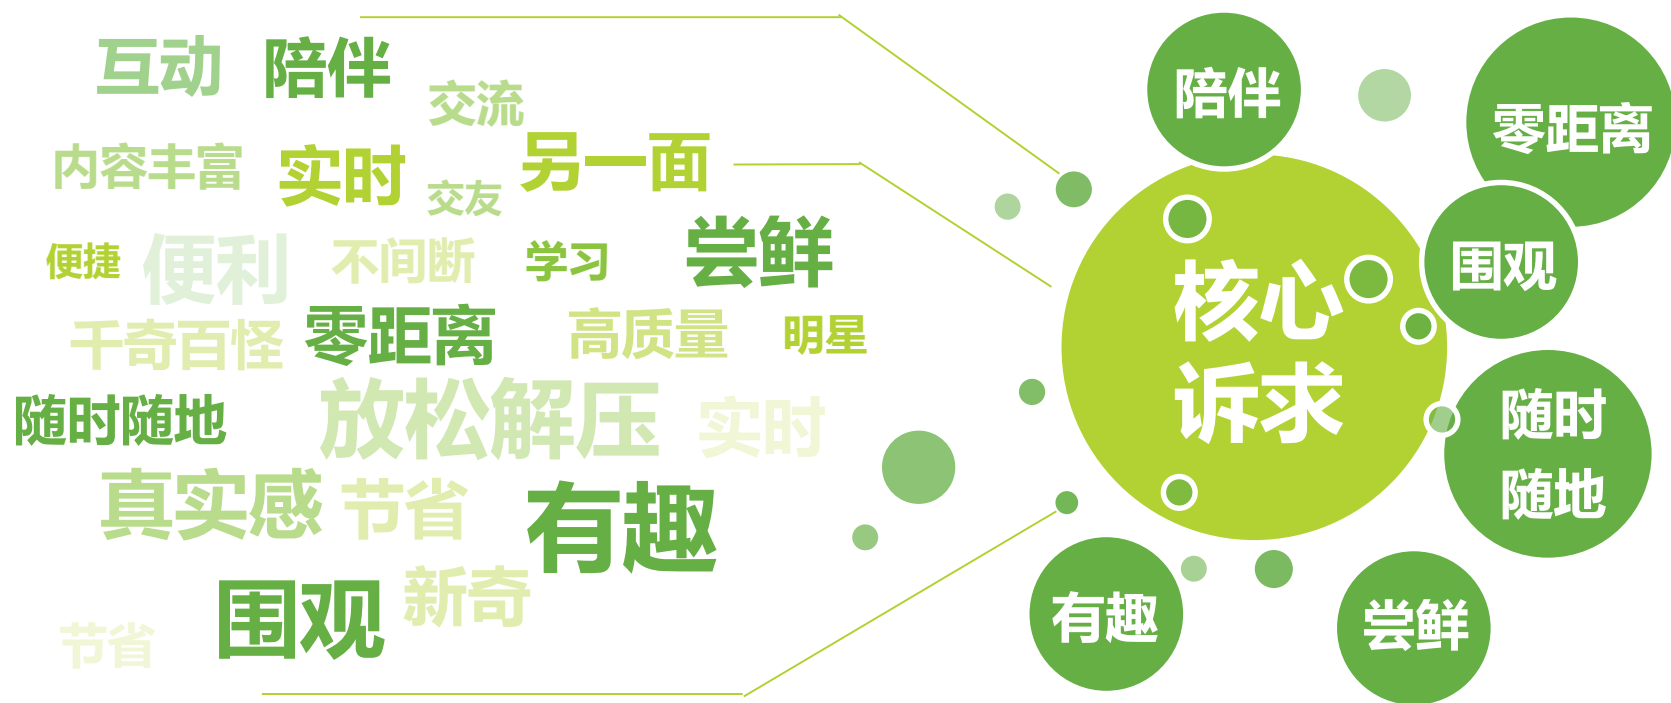 互动 陪伴
交流
内容丰富 实时 另一面
交友
便捷 便利 不间断 学习 尝鲜
千奇百怪 零距离 高质量 明星
随时随地 放松解压 实时
真实感 节省 有趣
围观 新奇
节省
陪伴
零距离
围观
核心
诉求
随时
随地
有趣
尝鲜